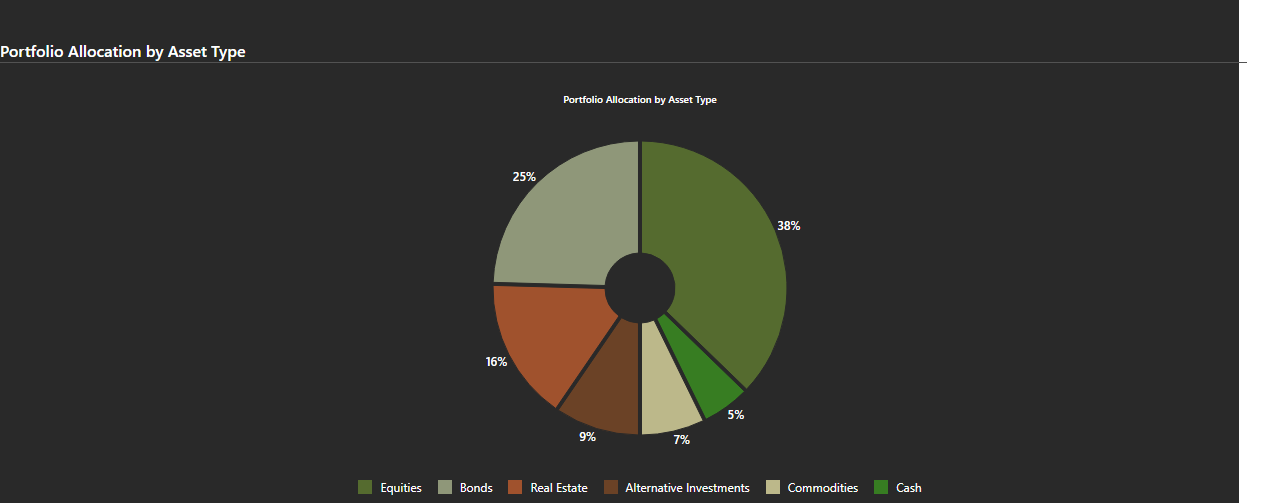 Portfolio Allocation by Asset Type
Portfolio Allocation by Asset Type
25%
38%
16%
5%
9%
7%
Equities Bonds Real Estate Alternative Investments Commodities Cash